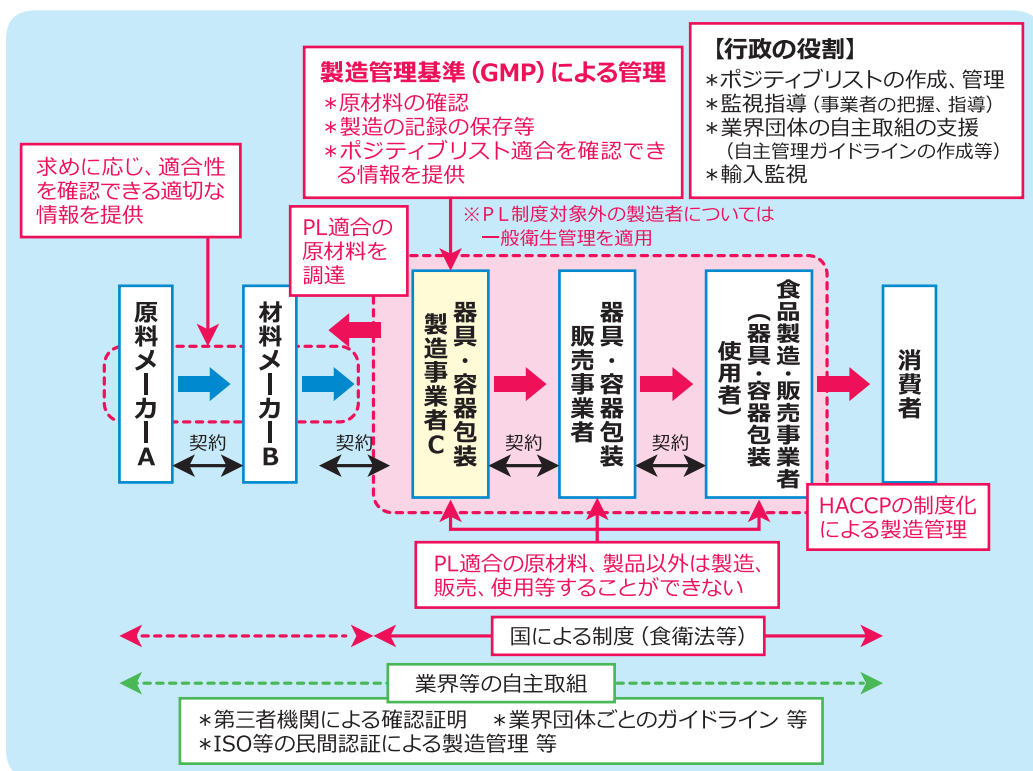 製造管理基準(GMP)による管理
*原材料の確認
*製造の記録の保存等
*ポジティブリスト適合を確認でき
る情報を提供
【行政の役割】
*ポジティブリストの作成、管理
*監視指導(事業者の把握、指導)
*業界団体の自主取組の支援
(自主管理ガイドラインの作成等)
*輸入監視
求めに応じ、適合性
を確認できる適切な
情報を提供
PL適合の
原材料を
調達
※PL制度対象外の製造者については
一般衛生管理を適用
原料メーカーA
材料メーカーB
器具・容器包装
製造事業者C
器具・容器包装
販売事業者
食品製造・販売事業者
(器具・容器包装
使用者)
消費者
契約
契約
契約
契約
HACCPの制度化
による製造管理
PL適合の原材料、製品以外は製造、
販売、使用等することができない
国による制度(食衛法等)
業界等の自主取組
*第三者機関による確認証明 *業界団体ごとのガイドライン 等
*ISO等の民間認証による製造管理 等